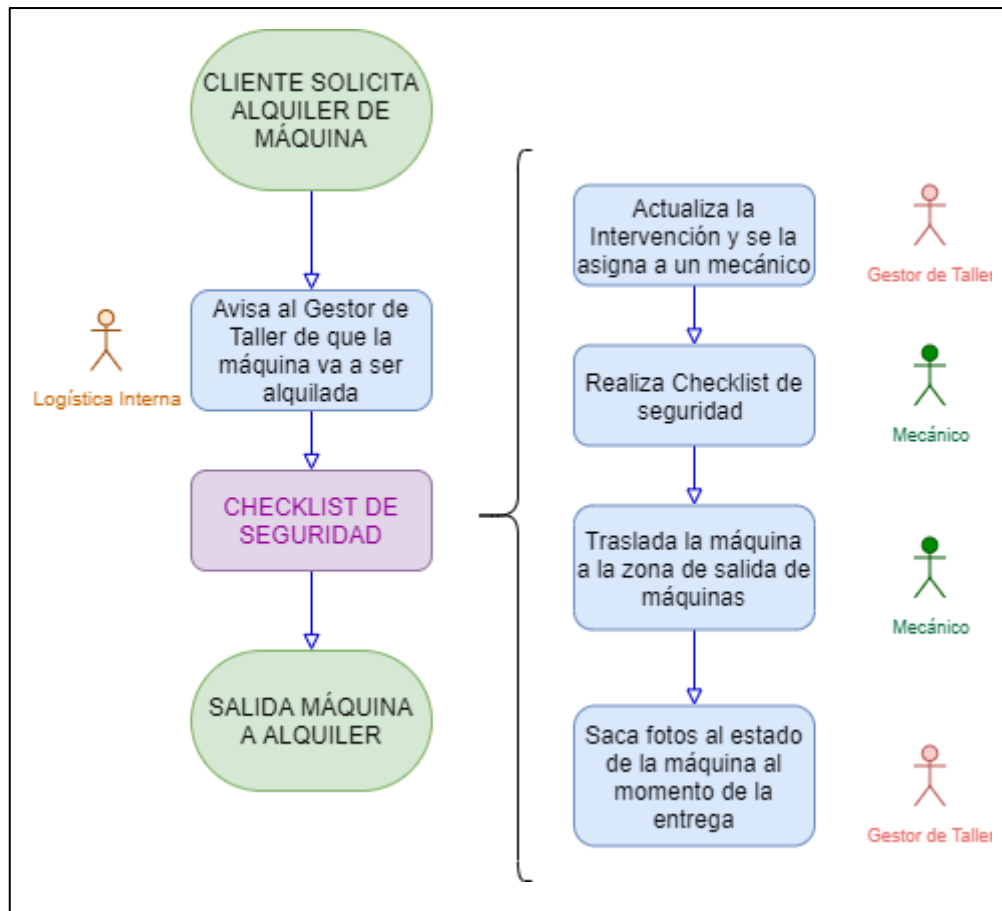 CLIENTE SOLICITA
ALQUILER DE
MÁQUINA
Avisa al Gestor de
Taller de que la
máquina va a ser
alquilada
Logística Interna
CHECKLIST DE
SEGURIDAD
SALIDA MÁQUINA
A ALQUILER
Actualiza la
Intervención y se la
asigna a un mecánico
Gestor de Taller
Realiza Checklist de
seguridad
Mecánico
Traslada la máquina
a la zona de salida de
máquinas
Mecánico
Saca fotos al estado
de la máquina al
momento de la
entrega
Gestor de Taller